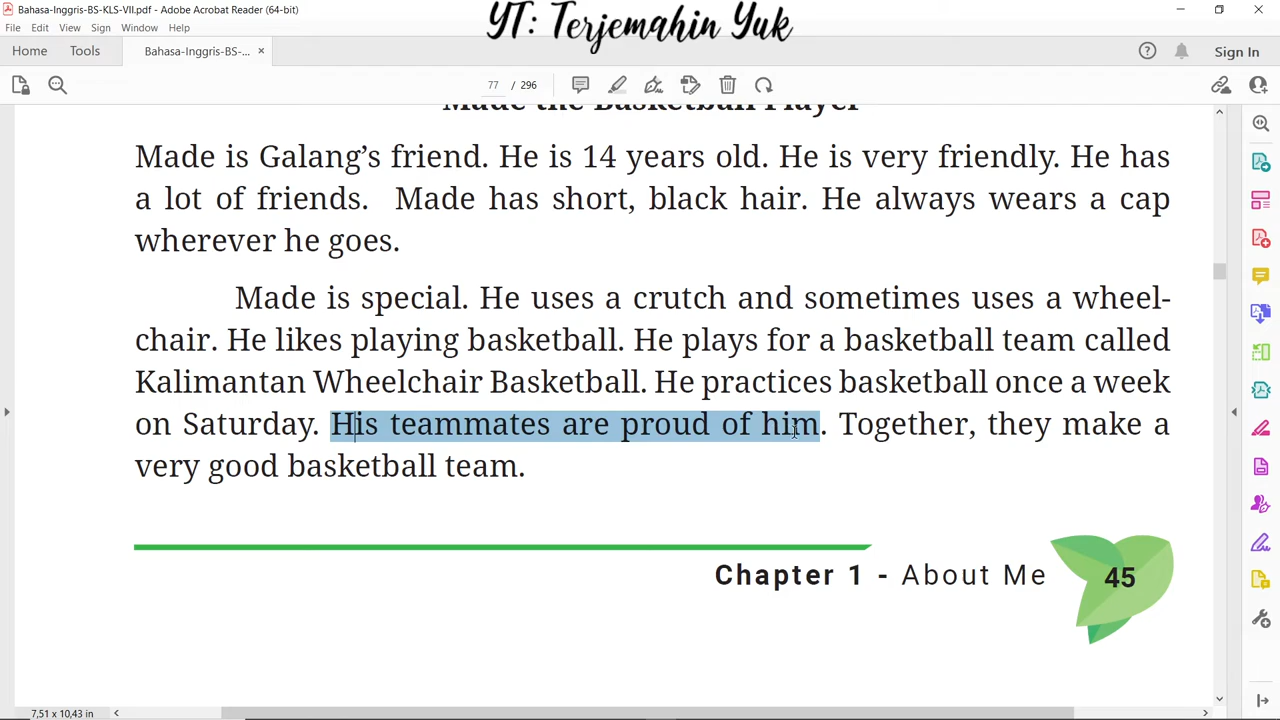 Bahasa-Inggris-BS-KLS-VII.pdf - Adobe Acrobat Reader (64-bit)
YT: Terjemahin Yuk
File Edit View Sign Window Help
Home Tools Bahasa-Inggris-BS-... × Sign In
77 / 296
Made the Basketball Player
Made is Galang’s friend. He is 14 years old. He is very friendly. He has
a lot of friends. Made has short, black hair. He always wears a cap
wherever he goes.
Made is special. He uses a crutch and sometimes uses a wheel-
chair. He likes playing basketball. He plays for a basketball team called
Kalimantan Wheelchair Basketball. He practices basketball once a week
on Saturday. His teammates are proud of him. Together, they make a
very good basketball team.
Chapter 1 - About Me 45
7,51 x 10,43 in